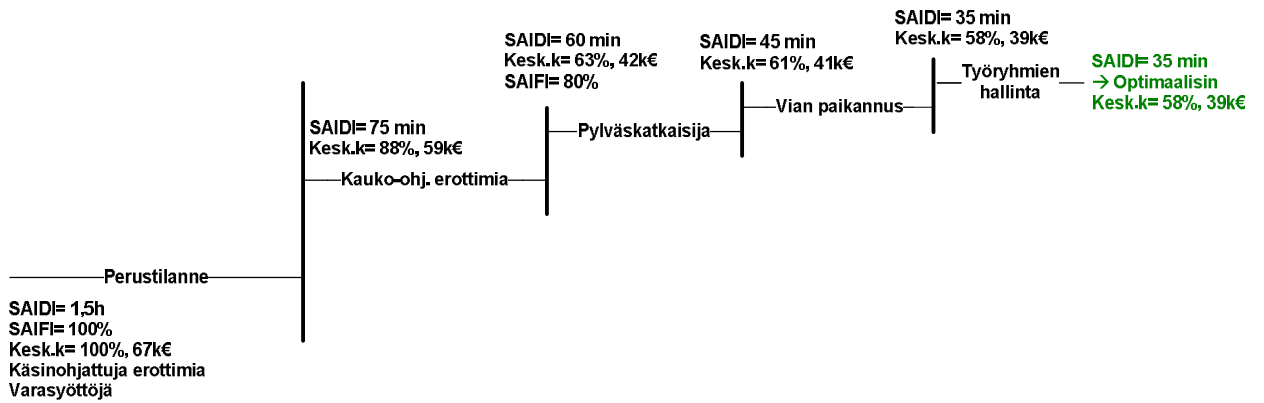 Perustilanne
SAIDI= 1,5h
SAIFI= 100%
Kesk.k= 100%, 67k€
Käsinohjattuja erottimia
Varasyöttöjä
SAIDI= 75 min
Kesk.k= 88%, 59k€
Kauko-ohj. erottimia
SAIDI= 60 min
Kesk.k= 63%, 42k€
SAIFI= 80%
Pylväskatkaisija
SAIDI= 45 min
Kesk.k= 61%, 41k€
Vian paikannus
SAIDI= 35 min
Kesk.k= 58%, 39k€
Työryhmien
hallinta
SAIDI= 35 min
→ Optimaalisin
Kesk.k= 58%, 39k€